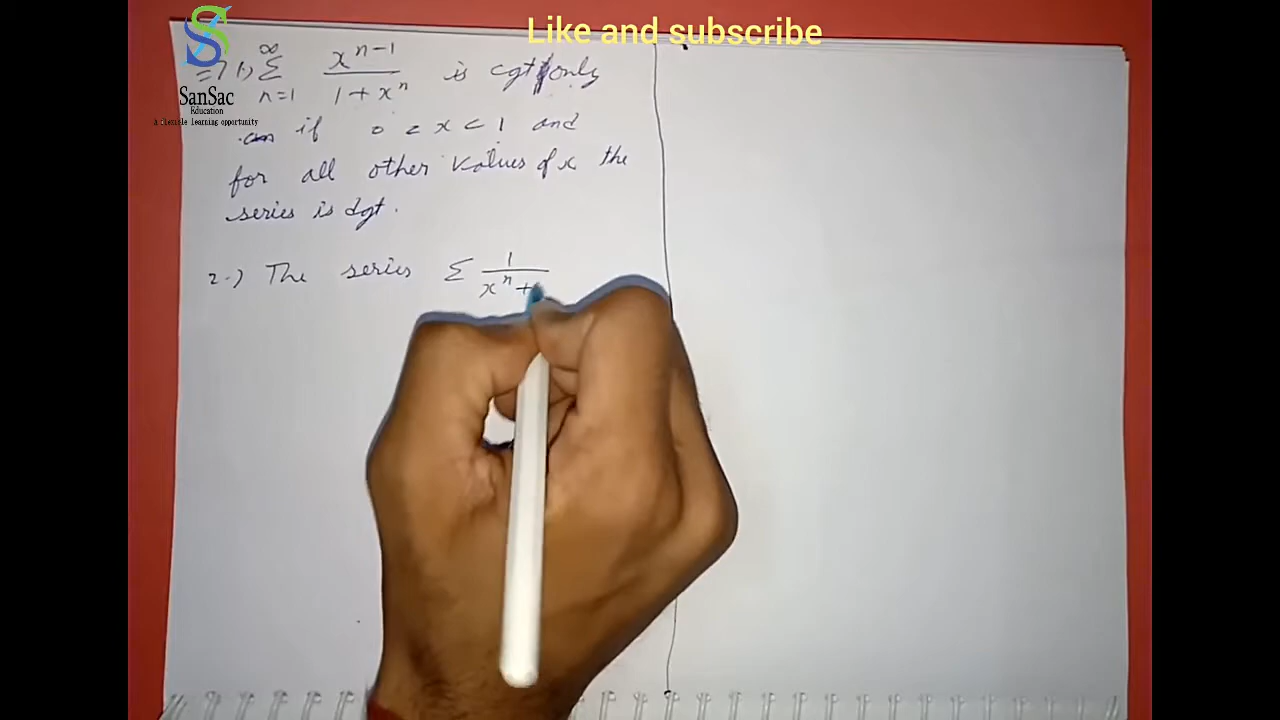 Like and subscribe
SanSac
Education
A flexible learning opportunity
1.) ∞ Σ n=1 x^(n-1) / (1 + x^n) is cgt only
if 0 < x < 1 and
for all other values of x the
series is dgt.
2.) The series Σ 1 / (x^n +